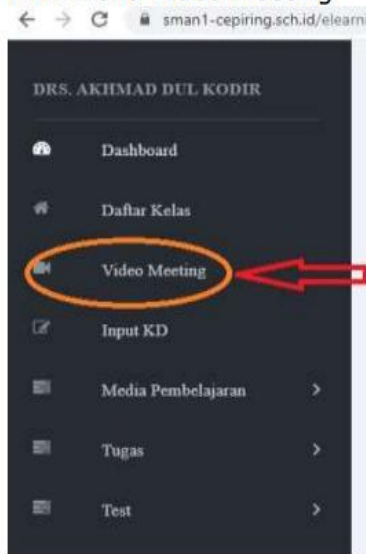 sman1-cepiring.sch.id/elearni
DRS. AKHMAD DUL KODIR
Dashboard
Daftar Kelas
Video Meeting
Input KD
Media Pembelajaran
Tugas
Test